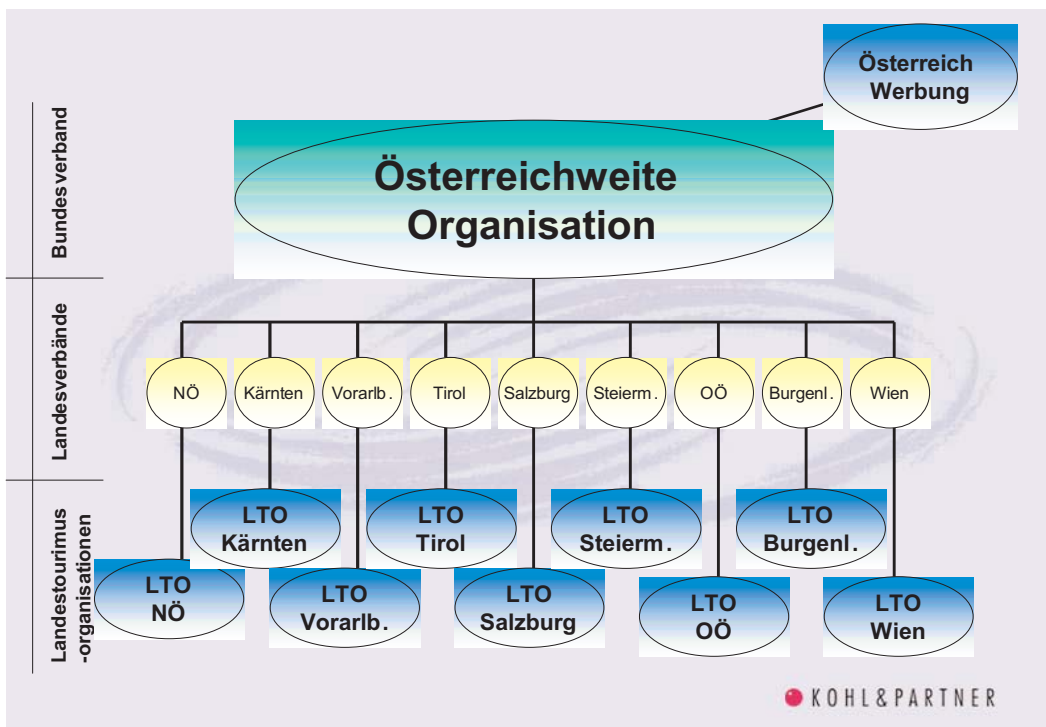 Österreich
Werbung
Bundesverband
Österreichweite
Organisation
Landesverbände
NÖ
Kärnten
Vorarlb.
Tirol
Salzburg
Steierm.
OÖ
Burgenl.
Wien
Landestourimus
-organisationen
LTO
Kärnten
LTO
Tirol
LTO
Steierm.
LTO
Burgenl.
LTO
NÖ
LTO
Vorarlb.
LTO
Salzburg
LTO
OÖ
LTO
Wien
KOHL&PARTNER